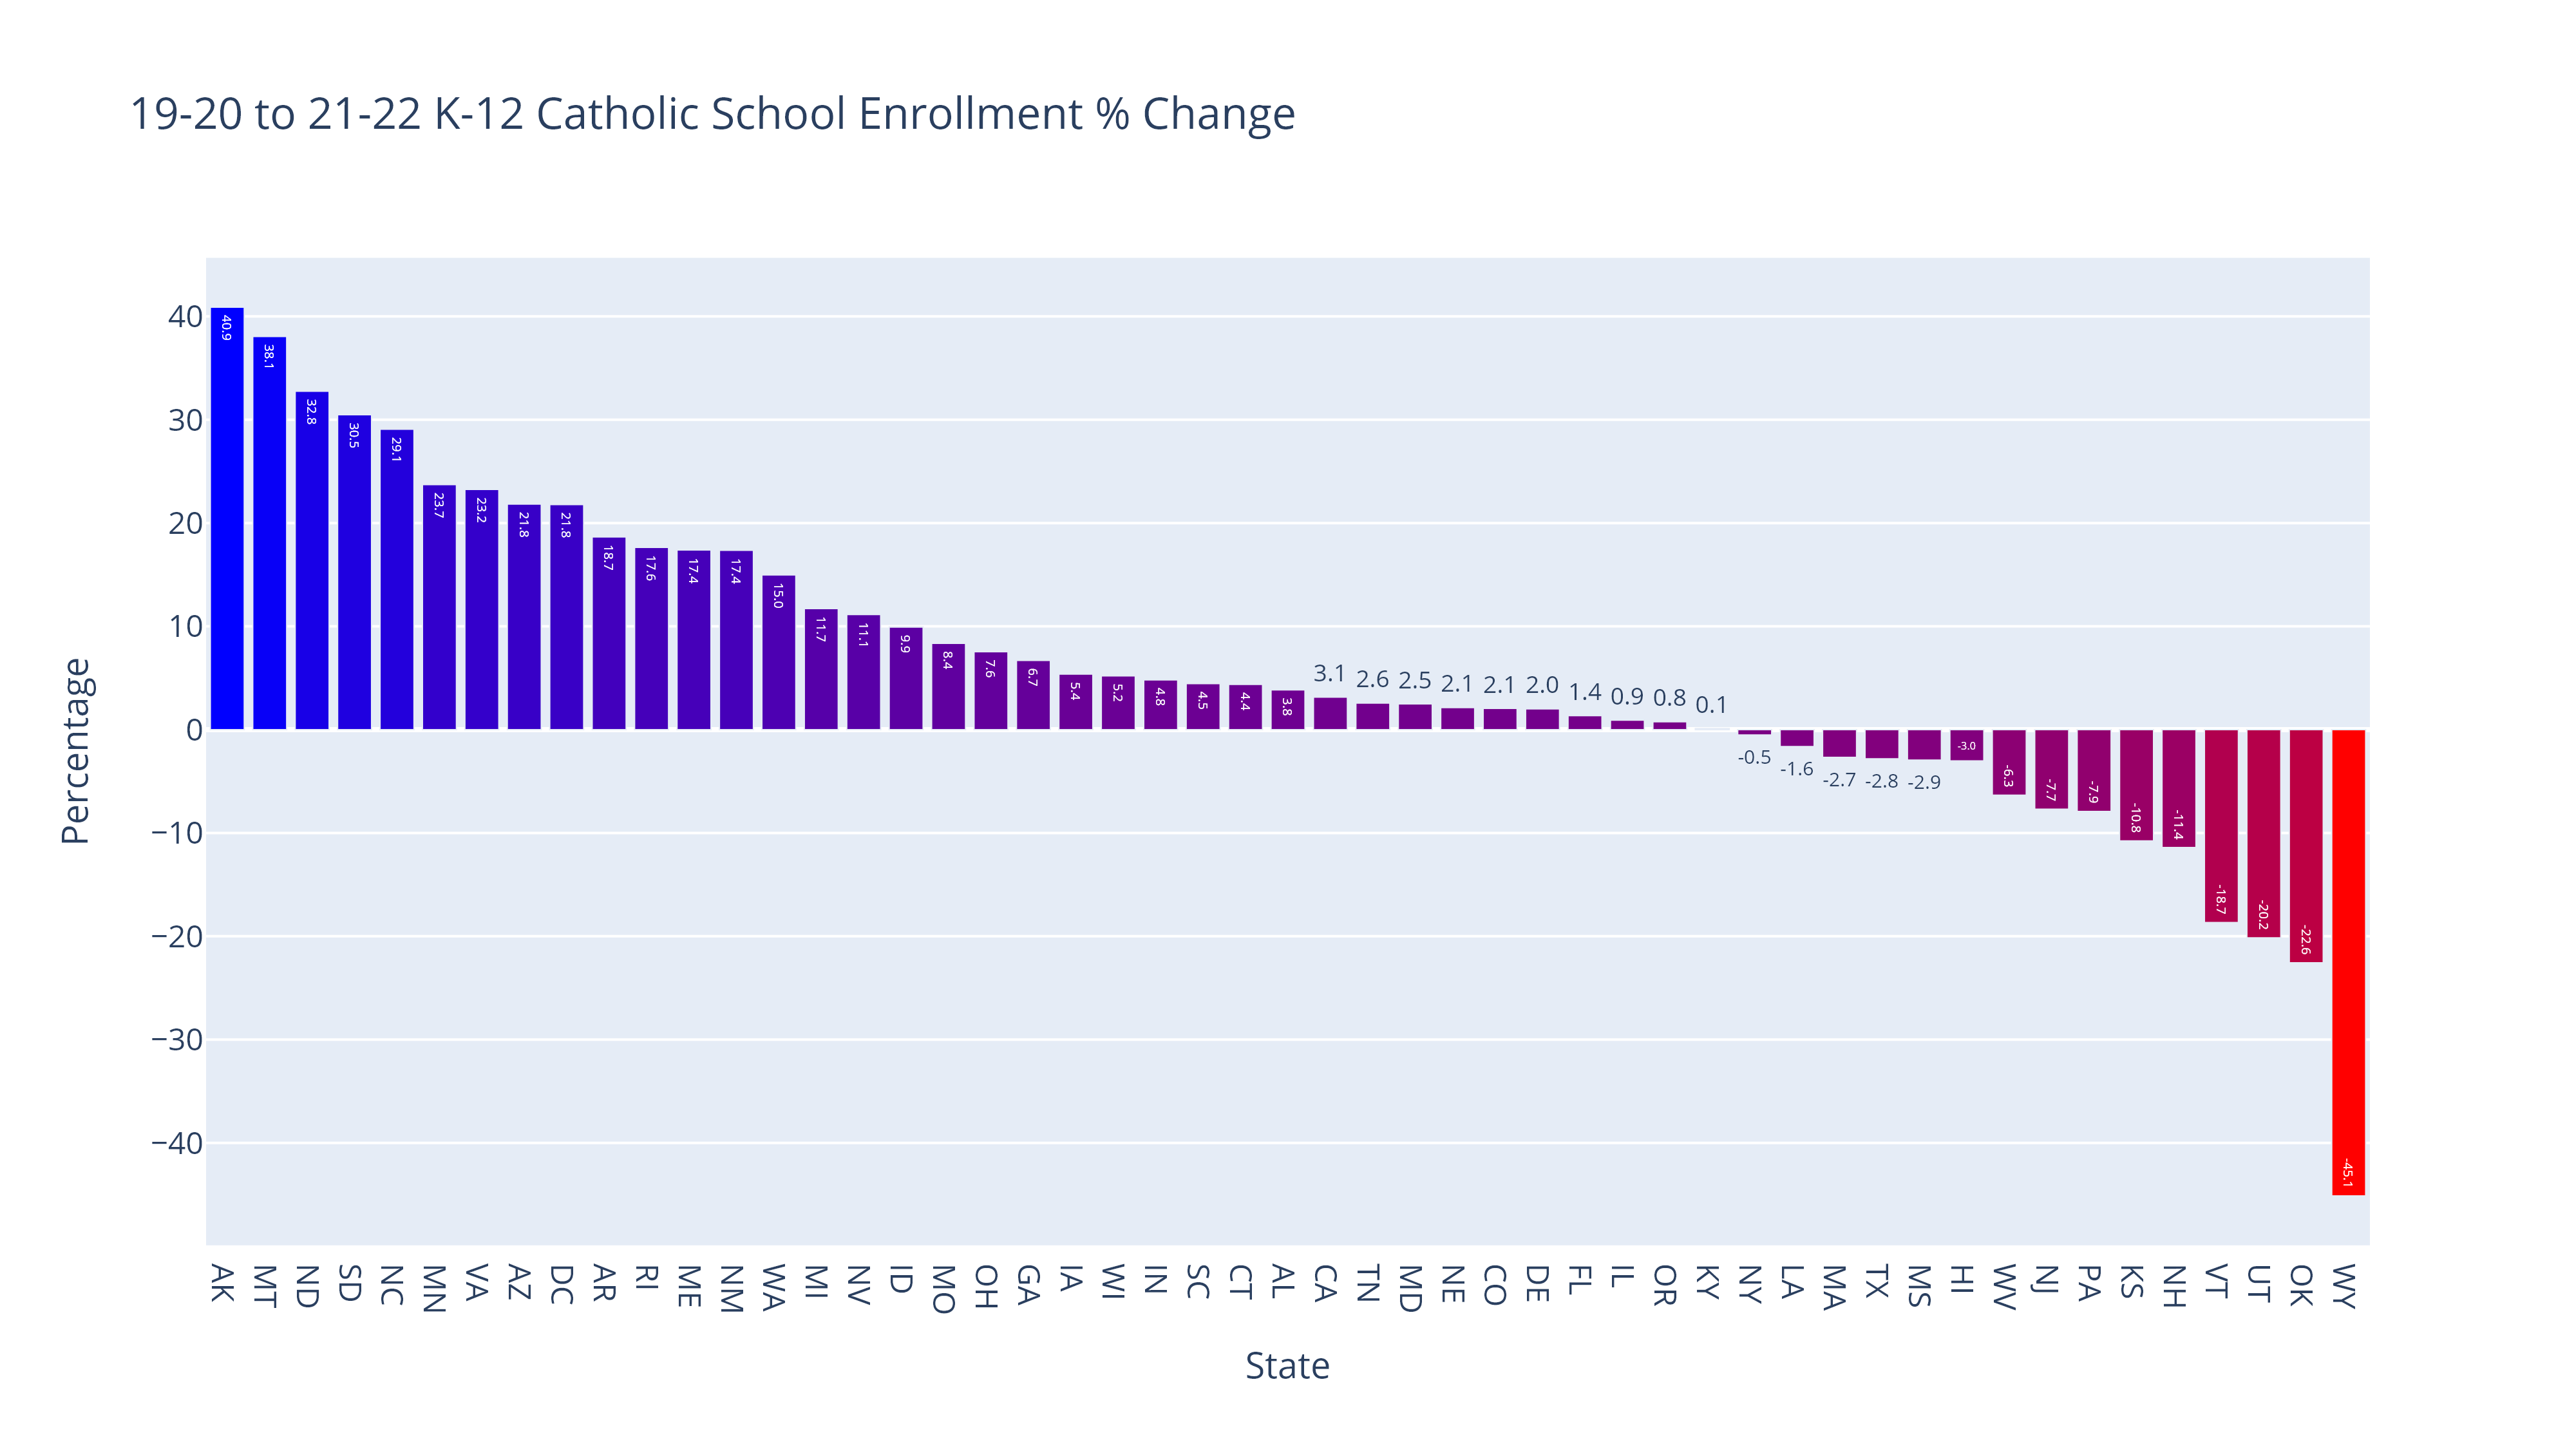 19-20 to 21-22 K-12 Catholic School Enrollment % Change
Percentage
40
30
20
10
0
−10
−20
−30
−40
40.9
38.1
32.8
30.5
29.1
23.7
23.2
21.8
21.8
18.7
17.6
17.4
17.4
15.0
11.7
11.1
9.9
8.4
7.6
6.7
5.4
5.2
4.8
4.5
4.4
3.8
3.1
2.6
2.5
2.1
2.1
2.0
1.4
0.9
0.8
0.1
-0.5
-1.6
-2.7
-2.8
-2.9
-3.0
-6.3
-7.7
-7.9
-10.8
-11.4
-18.7
-20.2
-22.6
-45.1
AK
MT
ND
SD
NC
MN
VA
AZ
DC
AR
RI
ME
NM
WA
MI
NV
ID
MO
OH
GA
IA
WI
IN
SC
CT
AL
CA
TN
MD
NE
CO
DE
FL
IL
OR
KY
NY
LA
MA
TX
MS
HI
WV
NJ
PA
KS
NH
VT
UT
OK
WY
State